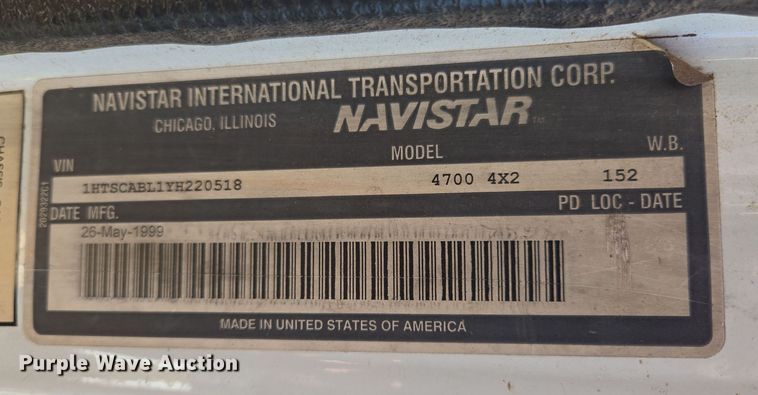 NAVISTAR INTERNATIONAL TRANSPORTATION CORP.
CHICAGO, ILLINOIS NAVISTAR
VIN MODEL W.B.
1HTSCABL1YH220518 4700 4X2 152
DATE MFG. PD LOC - DATE
26-May-1999
MADE IN UNITED STATES OF AMERICA
2029322C1
Purple Wave Auction